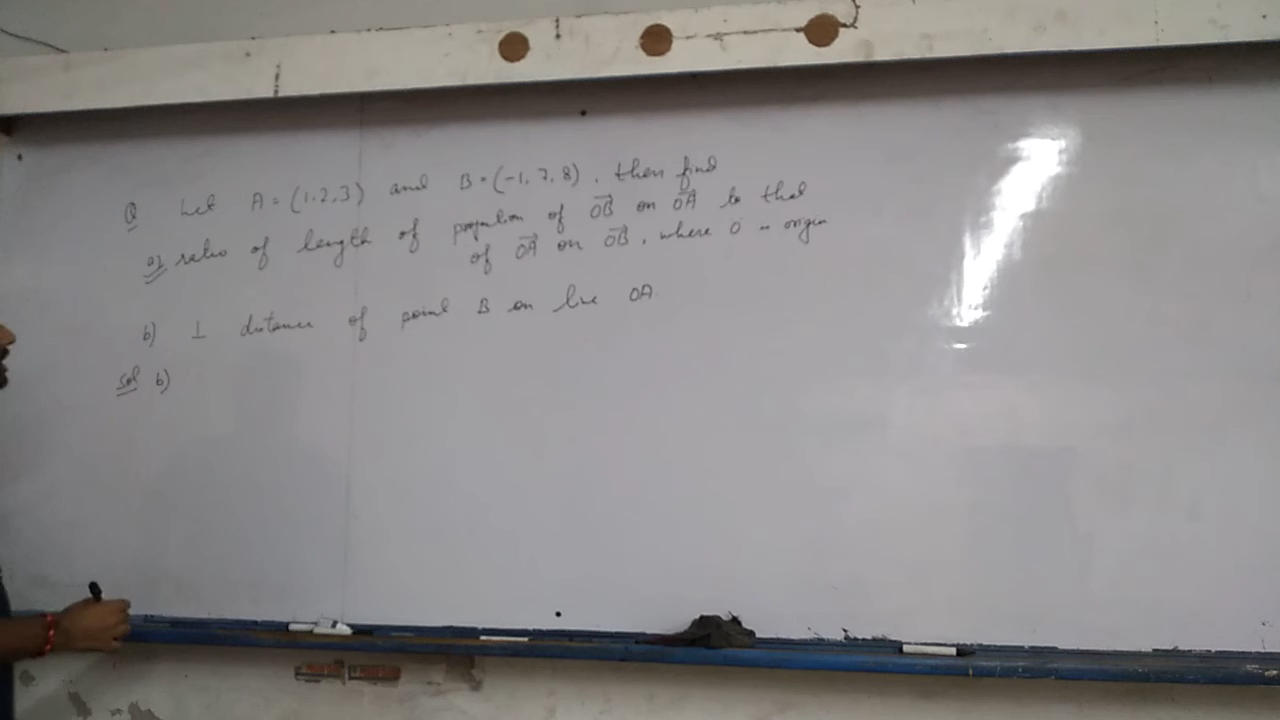 Q Let A = (1,2,3) and B = (-1, 7, 8), then find
a) ratio of length of projection of OB on OA to that
of OA on OB, where O is origin
b) ⊥ distance of point B on line OA.
Sol b)